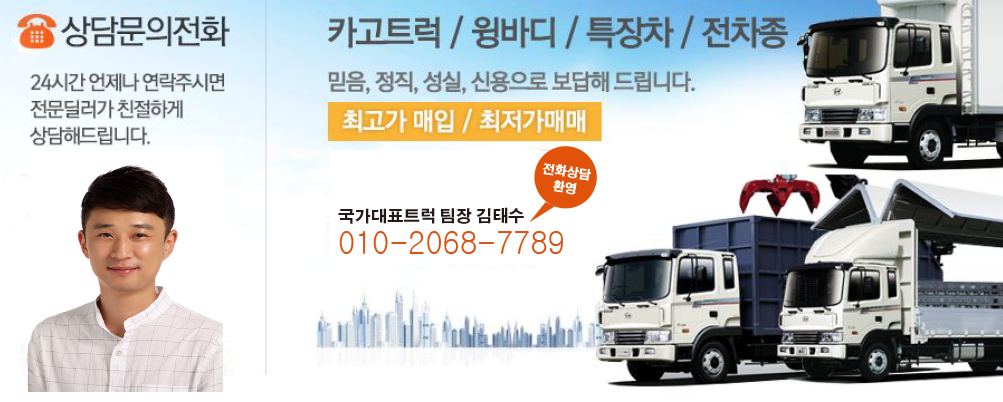 상담문의전화
24시간 언제나 연락주시면
전문딜러가 친절하게
상담해드립니다.
카고트럭 / 윙바디 / 특장차 / 전차종
믿음, 정직, 성실, 신용으로 보답해 드립니다.
최고가 매입 / 최저가매매
전화상담
환영
국가대표트럭 팀장 김태수
010-2068-7789